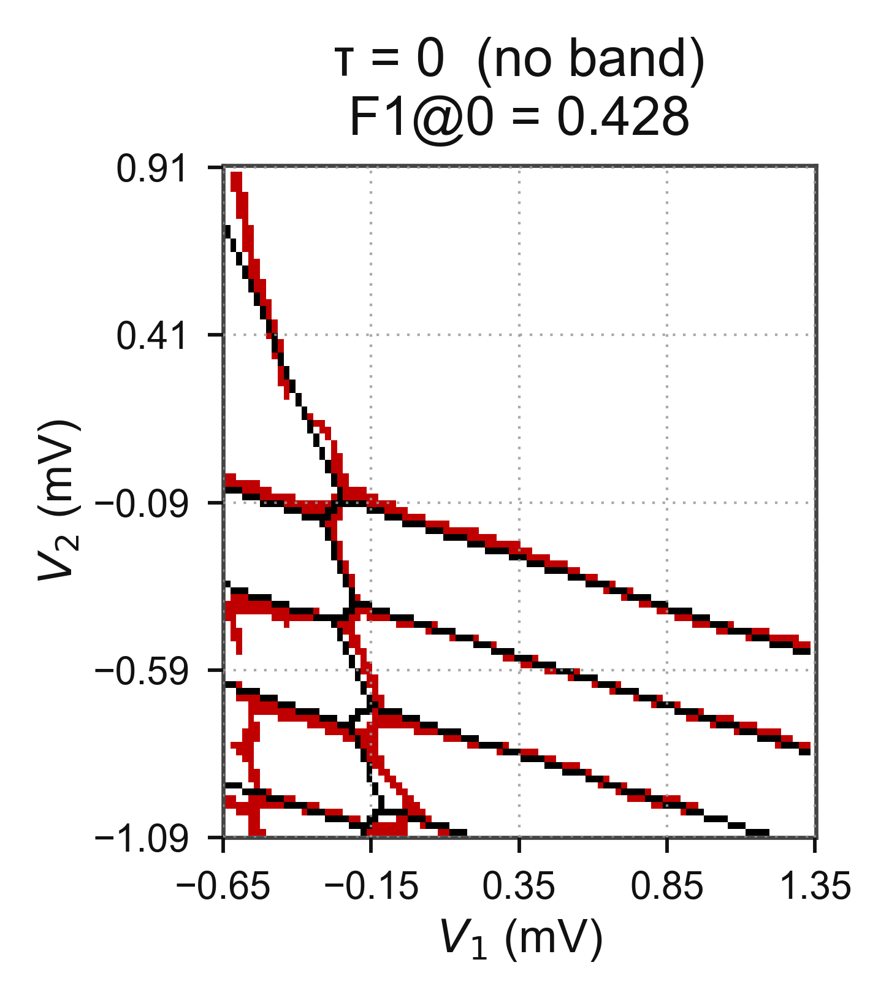 τ = 0 (no band)
F1@0 = 0.428
0.91
0.41
−0.09
−0.59
−1.09
V₂ (mV)
−0.65 −0.15 0.35 0.85 1.35
V₁ (mV)